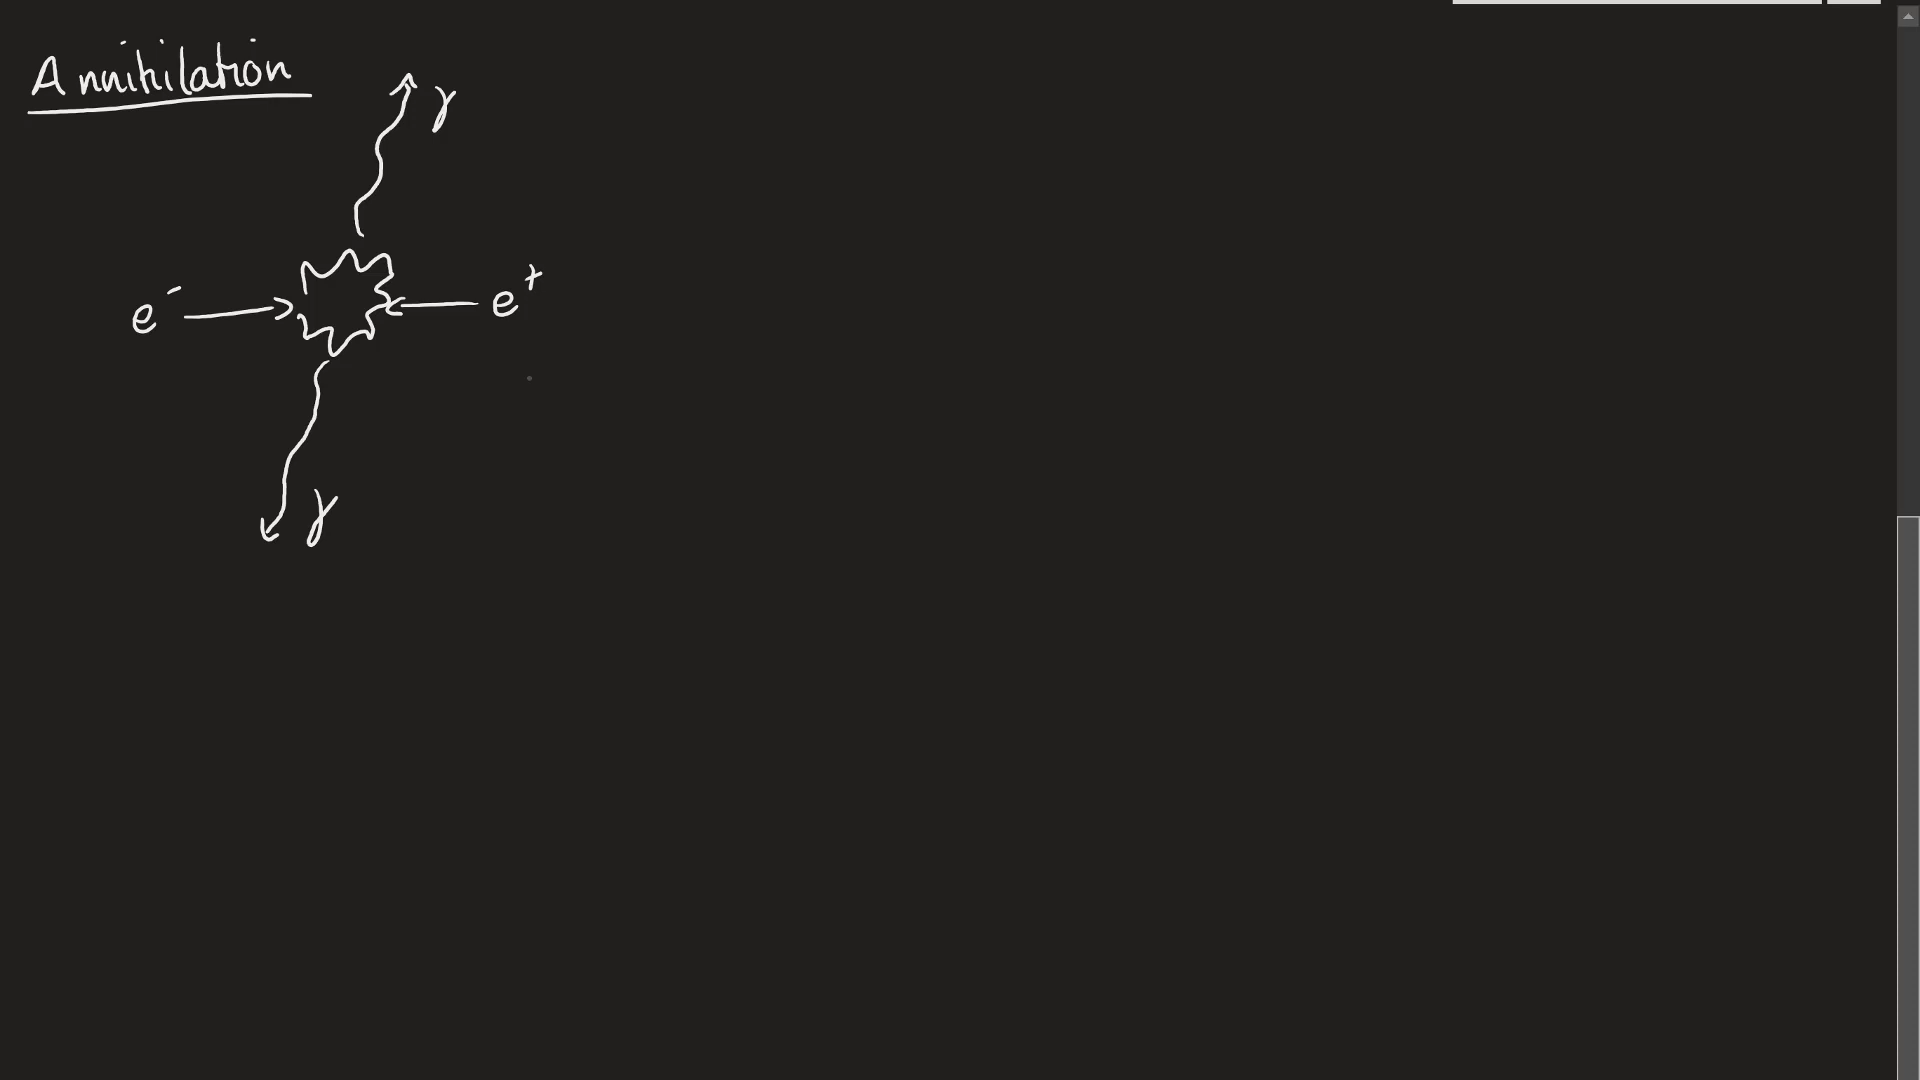 Annihilation
γ
e⁻ e⁺
γ